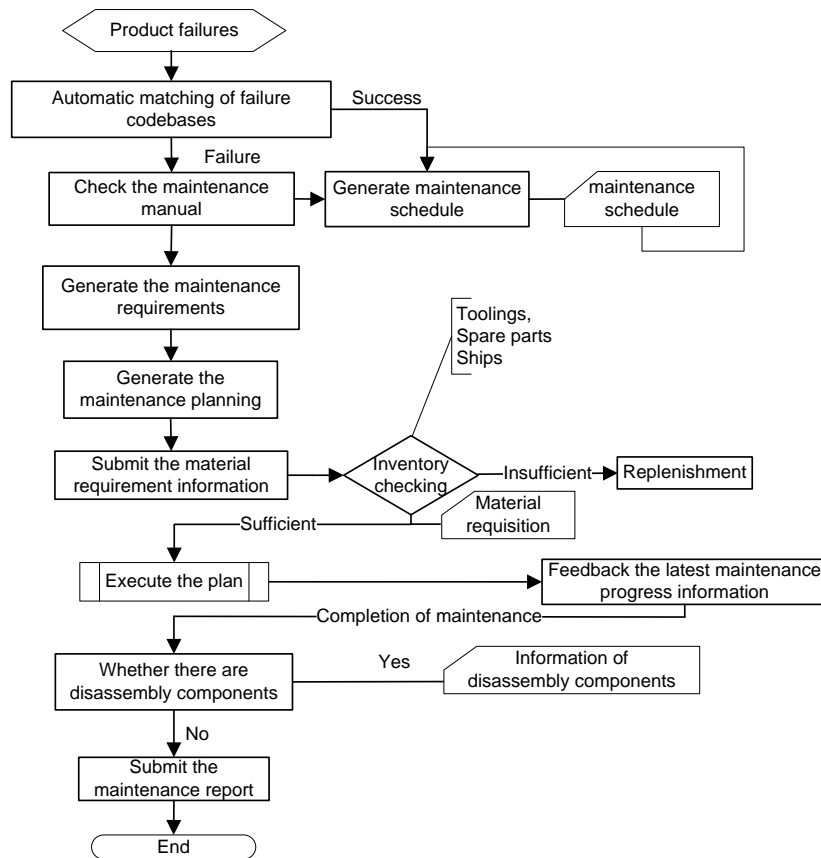 Product failures
Automatic matching of failure
codebases
Success
Failure
Check the maintenance
manual
Generate maintenance
schedule
maintenance
schedule
Generate the maintenance
requirements
Toolings,
Spare parts
Ships
Generate the
maintenance planning
Submit the material
requirement information
Inventory
checking
Insufficient
Replenishment
Sufficient
Material
requisition
Execute the plan
Feedback the latest maintenance
progress information
Completion of maintenance
Whether there are
disassembly components
Yes
Information of
disassembly components
No
Submit the
maintenance report
End